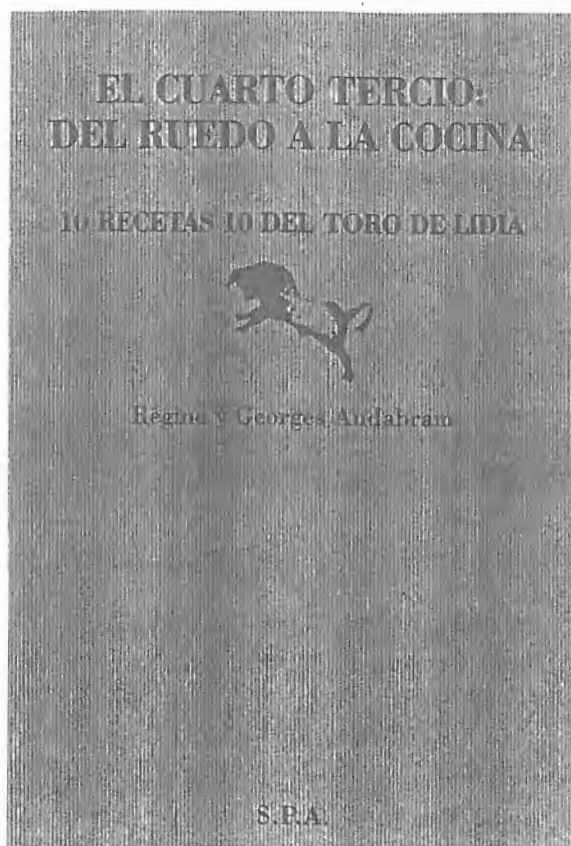 EL CUARTO TERCIO:
DEL RUEDO A LA COCINA
10 RECETAS 10 DEL TORO DE LIDIA
Régine y Georges Andabram
S.P.A.